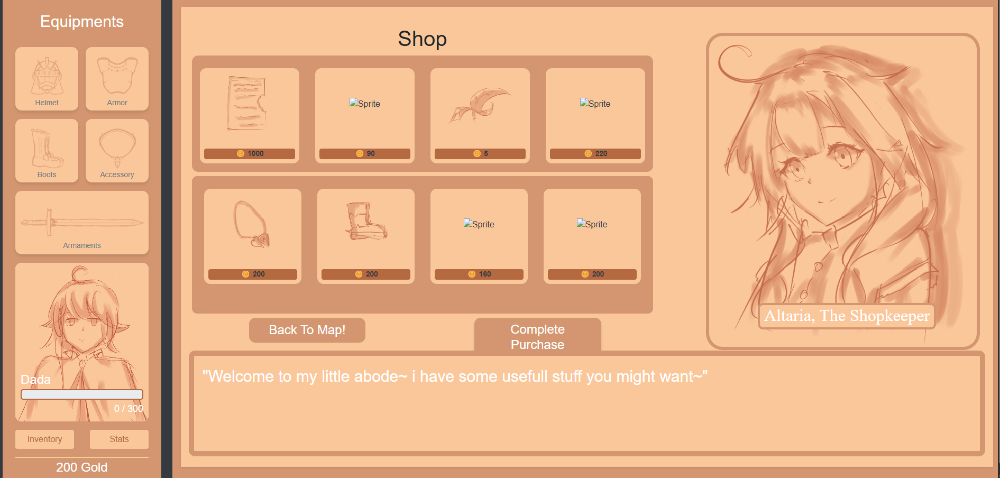 Equipments
Helmet
Armor
Boots
Accessory
Armaments
Dada
0 / 300
Inventory
Stats
200 Gold
Shop
Sprite
Sprite
1000
90
5
220
Sprite
Sprite
200
200
160
200
Back To Map!
Complete
Purchase
Altaria, The Shopkeeper
"Welcome to my little abode~ i have some usefull stuff you might want~"